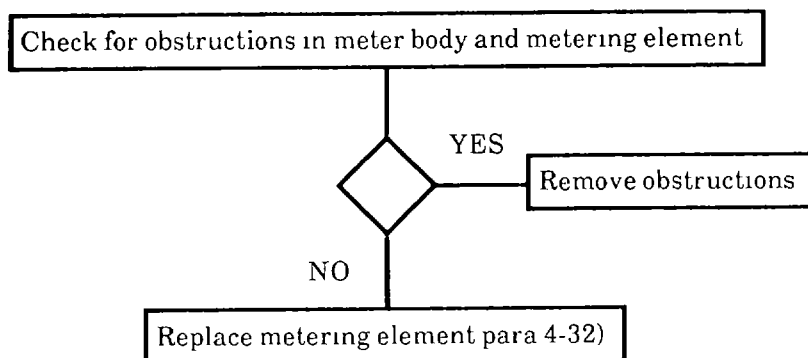 Check for obstructions in meter body and metering element
YES
Remove obstructions
NO
Replace metering element para 4-32)